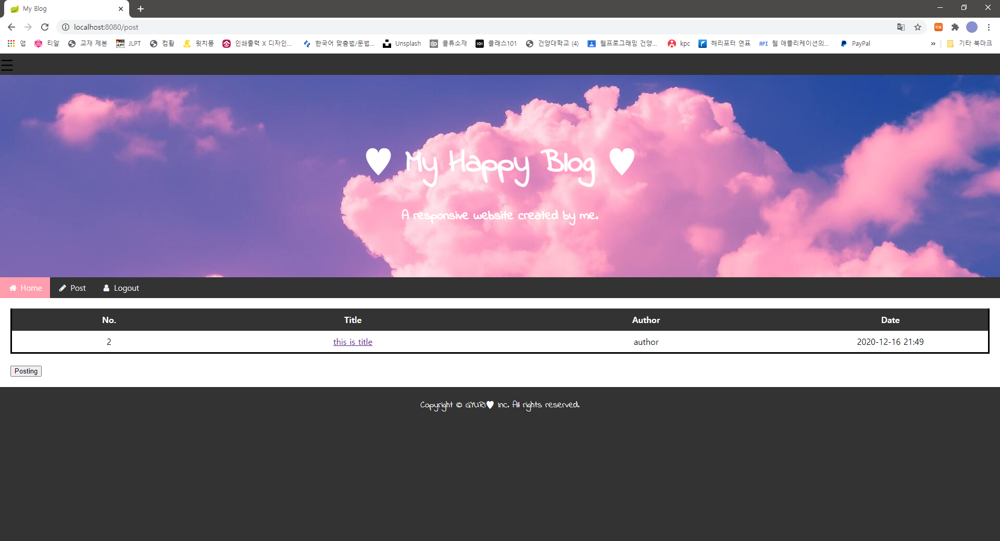 My Blog
localhost:8080/post
앱 티알 교재 제본 JLPT 컴활 윗치폼 인쇄출력 X 디자인... 한국어 맞춤법/문법... Unsplash 클튜소재 클래스101 건양대학교 (4) 웹프로그래밍 건양... kpc 해리포터 연표 API 웹 애플리케이션의... PayPal » 기타 북마크
♥ My Happy Blog ♥
A responsive website created by me.
Home Post Logout
No. Title Author Date
2 this is title author 2020-12-16 21:49
Posting
Copyright © GYURI♥ Inc. All rights reserved.